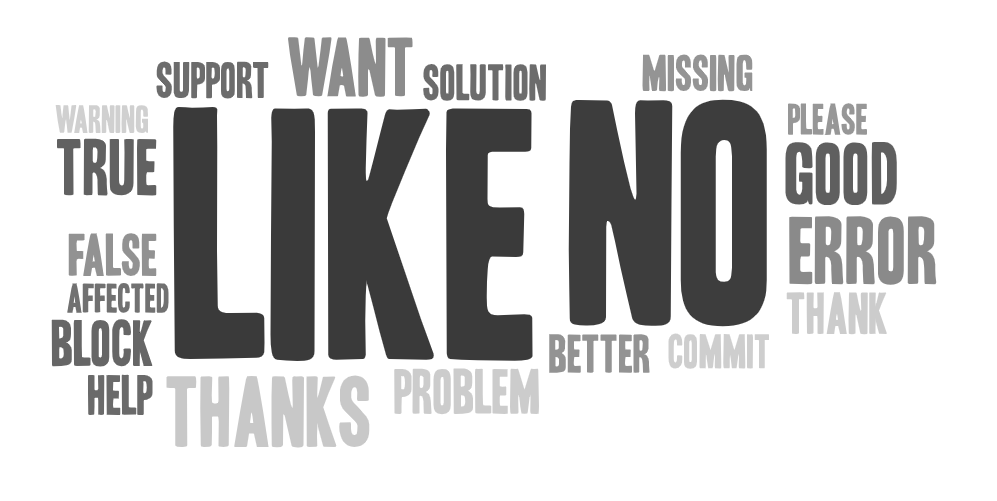 WANT
SUPPORT
SOLUTION
MISSING
WARNING
PLEASE
TRUE
LIKE
NO
GOOD
FALSE
ERROR
AFFECTED
THANK
BLOCK
BETTER
COMMIT
HELP
THANKS
PROBLEM